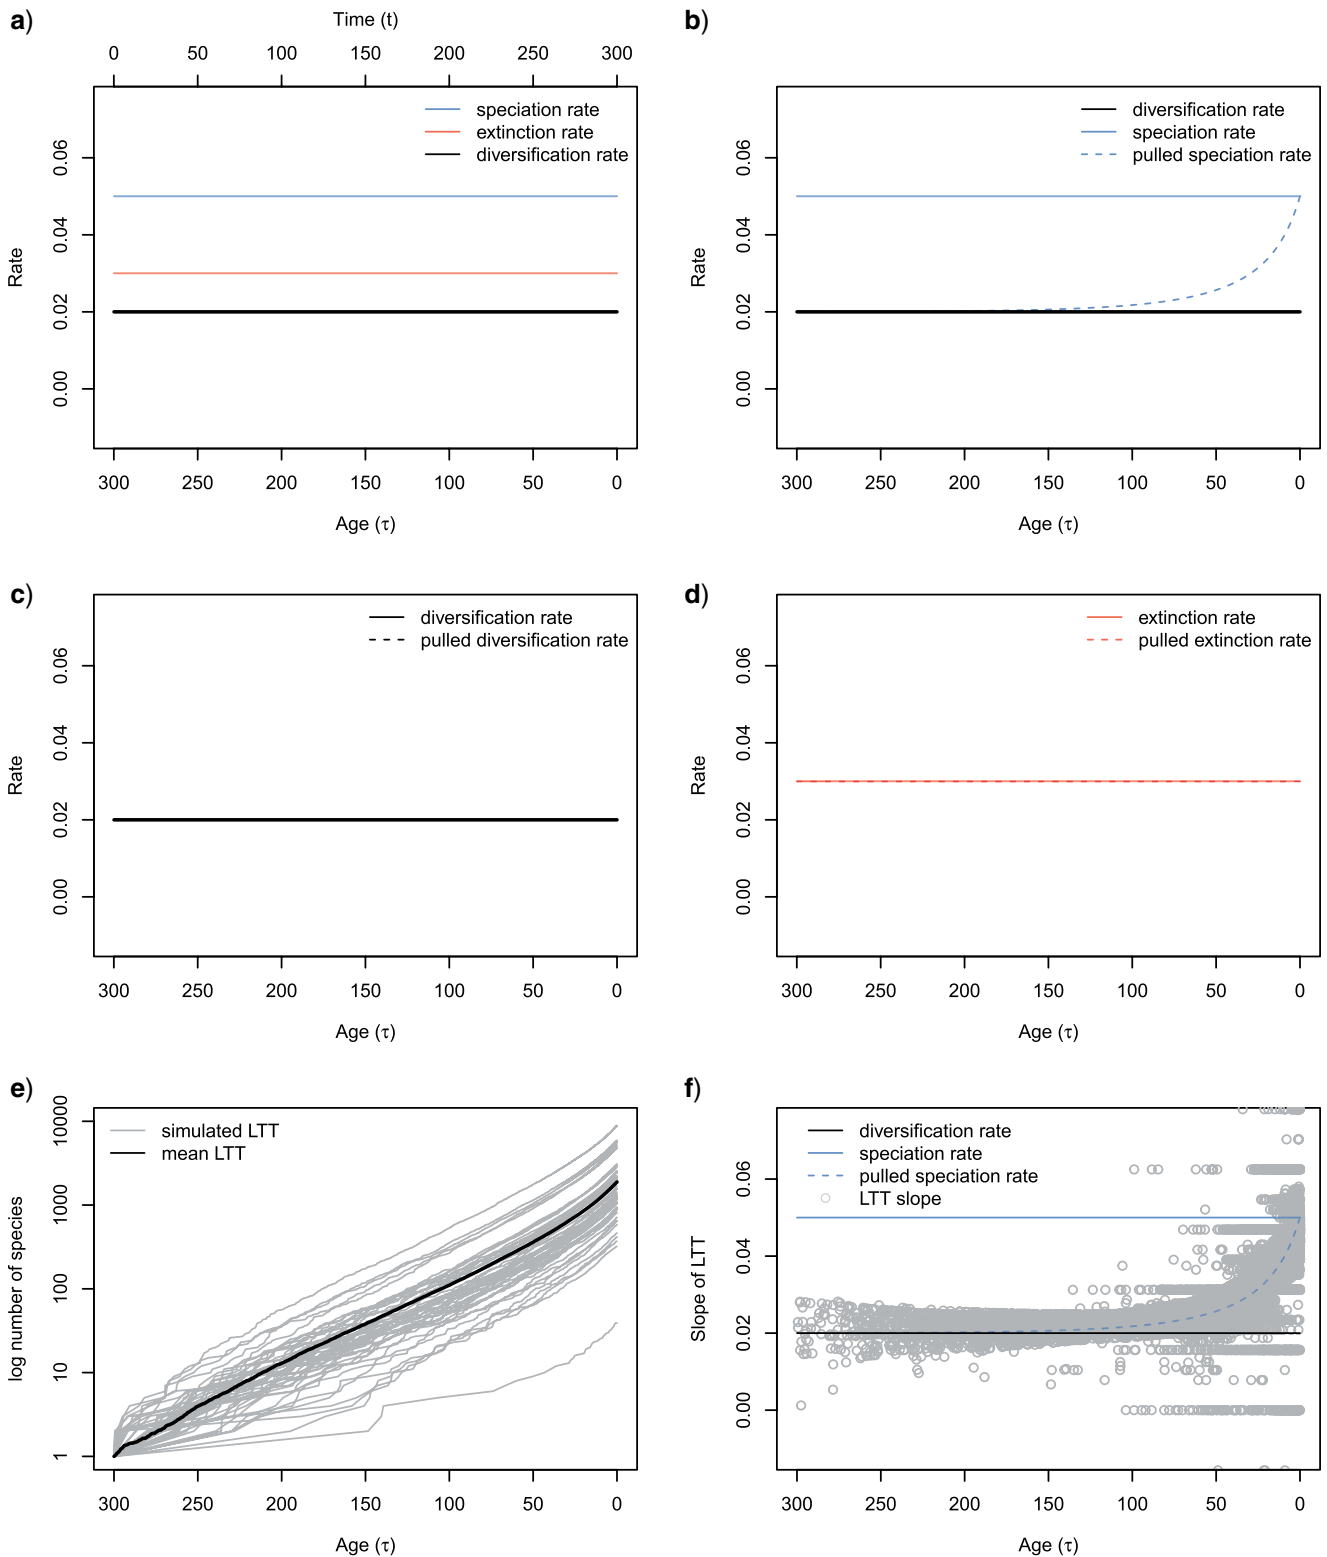 a)
Time (t)
0 50 100 150 200 250 300
speciation rate
extinction rate
diversification rate
Rate
0.00 0.02 0.04 0.06
300 250 200 150 100 50 0
Age (τ)
b)
diversification rate
speciation rate
pulled speciation rate
Rate
0.00 0.02 0.04 0.06
300 250 200 150 100 50 0
Age (τ)
c)
diversification rate
pulled diversification rate
Rate
0.00 0.02 0.04 0.06
300 250 200 150 100 50 0
Age (τ)
d)
extinction rate
pulled extinction rate
Rate
0.00 0.02 0.04 0.06
300 250 200 150 100 50 0
Age (τ)
e)
simulated LTT
mean LTT
log number of species
1 10 100 1000 10000
300 250 200 150 100 50 0
Age (τ)
f)
diversification rate
speciation rate
pulled speciation rate
LTT slope
Slope of LTT
0.00 0.02 0.04 0.06
300 250 200 150 100 50 0
Age (τ)